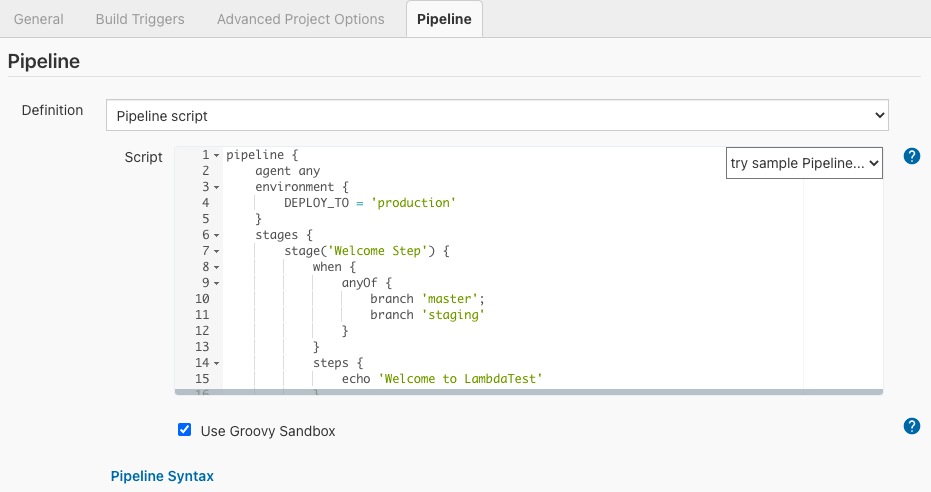 General Build Triggers Advanced Project Options Pipeline
Pipeline
Definition Pipeline script
Script try sample Pipeline... ?
1 pipeline {
2     agent any
3     environment {
4         DEPLOY_TO = 'production'
5     }
6     stages {
7         stage('Welcome Step') {
8             when {
9                 anyOf {
10                     branch 'master';
11                     branch 'staging'
12                 }
13             }
14             steps {
15                 echo 'Welcome to LambdaTest'
16             }
Use Groovy Sandbox ?
Pipeline Syntax